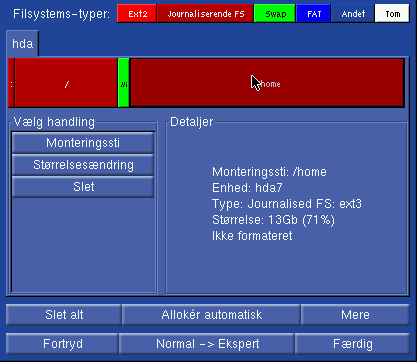 Filsystems-typer: Ext2 Journaliserende FS Swap FAT Andet Tom
hda
/ /home
Vælg handling Detaljer
Monteringssti
Størrelsesændring
Slet
Monteringssti: /home
Enhed: hda7
Type: Journalised FS: ext3
Størrelse: 13Gb (71%)
Ikke formateret
Slet alt Allokér automatisk Mere
Fortryd Normal -> Ekspert Færdig